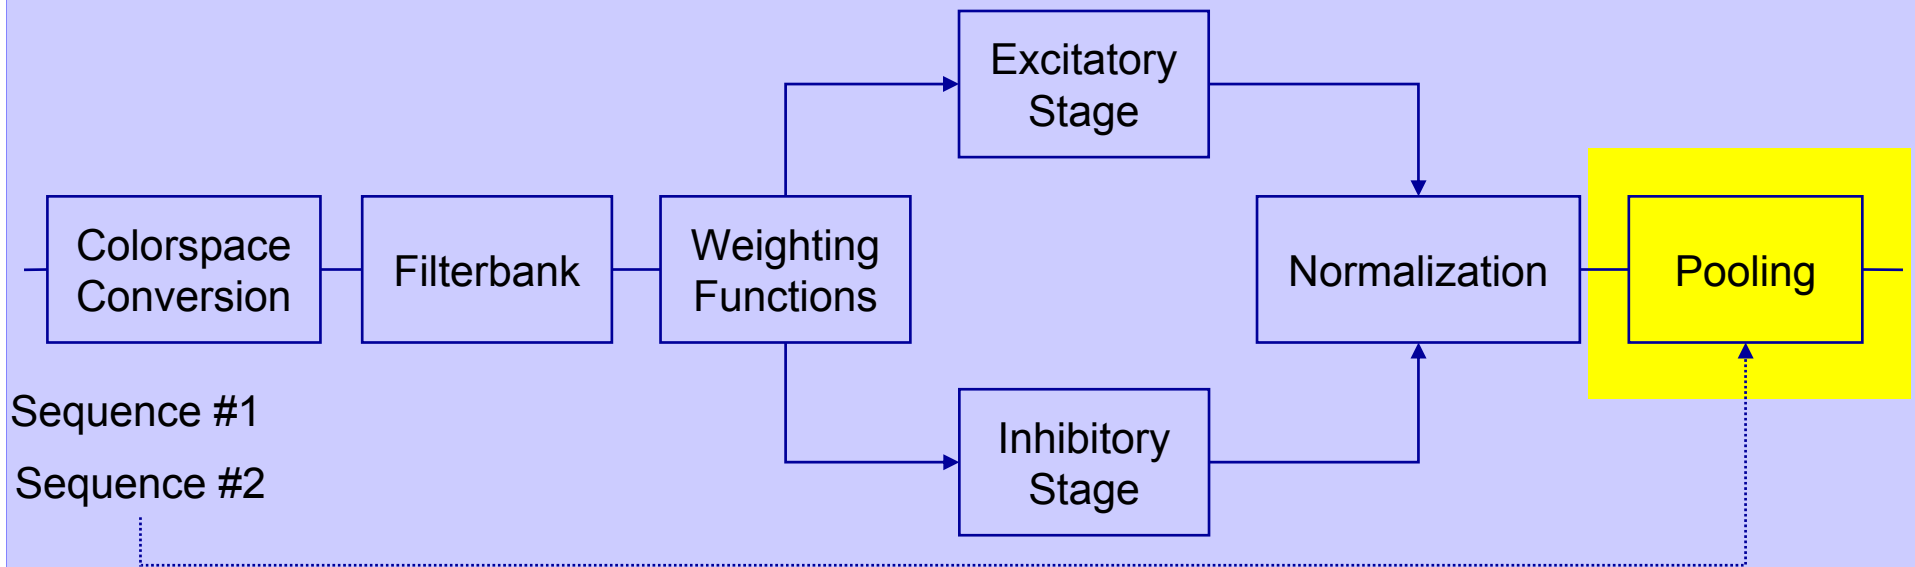 Excitatory
Stage
Colorspace
Conversion
Filterbank
Weighting
Functions
Normalization
Pooling
Sequence #1
Sequence #2
Inhibitory
Stage